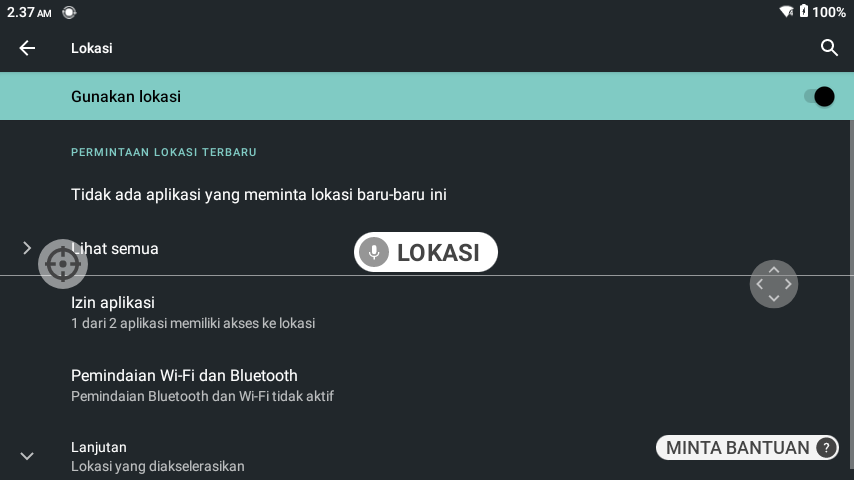 2.37 AM
100%
Lokasi
Gunakan lokasi
PERMINTAAN LOKASI TERBARU
Tidak ada aplikasi yang meminta lokasi baru-baru ini
Lihat semua
LOKASI
Izin aplikasi
1 dari 2 aplikasi memiliki akses ke lokasi
Pemindaian Wi-Fi dan Bluetooth
Pemindaian Bluetooth dan Wi-Fi tidak aktif
MINTA BANTUAN ?
Lanjutan
Lokasi yang diakselerasikan